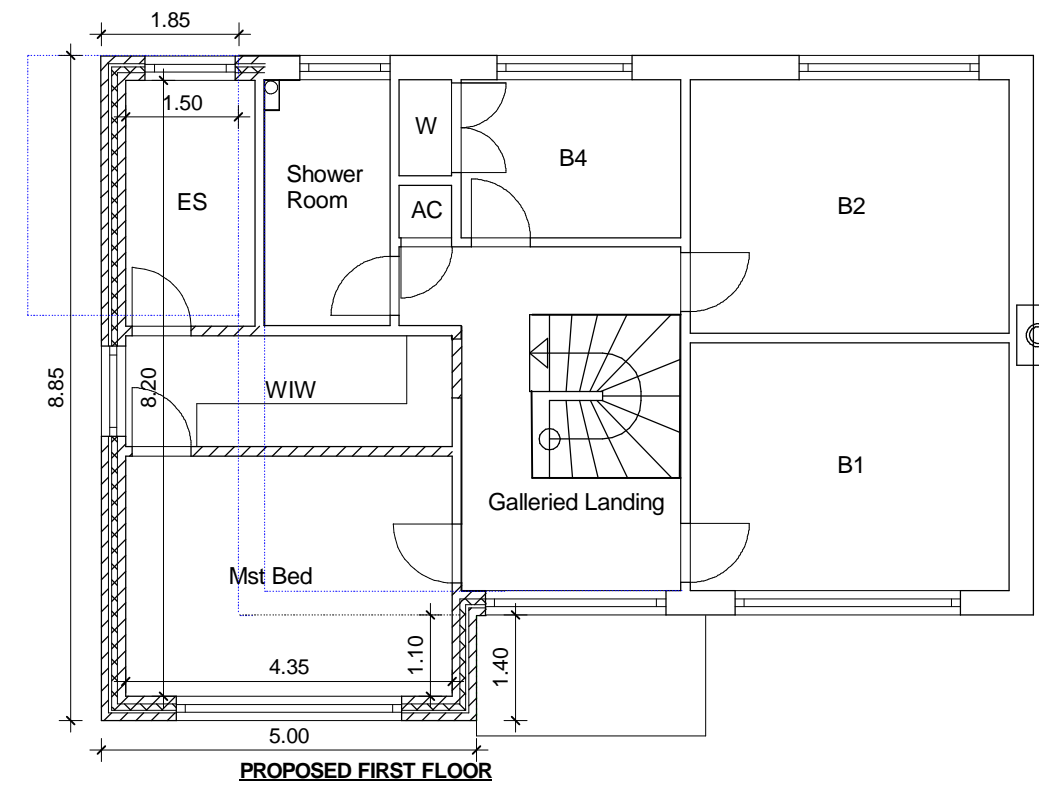 1.85
1.50
W
B4
Shower
Room
ES
AC
B2
8.85
8.20
WIW
B1
Galleried Landing
Mst Bed
1.10
1.40
4.35
5.00
PROPOSED FIRST FLOOR